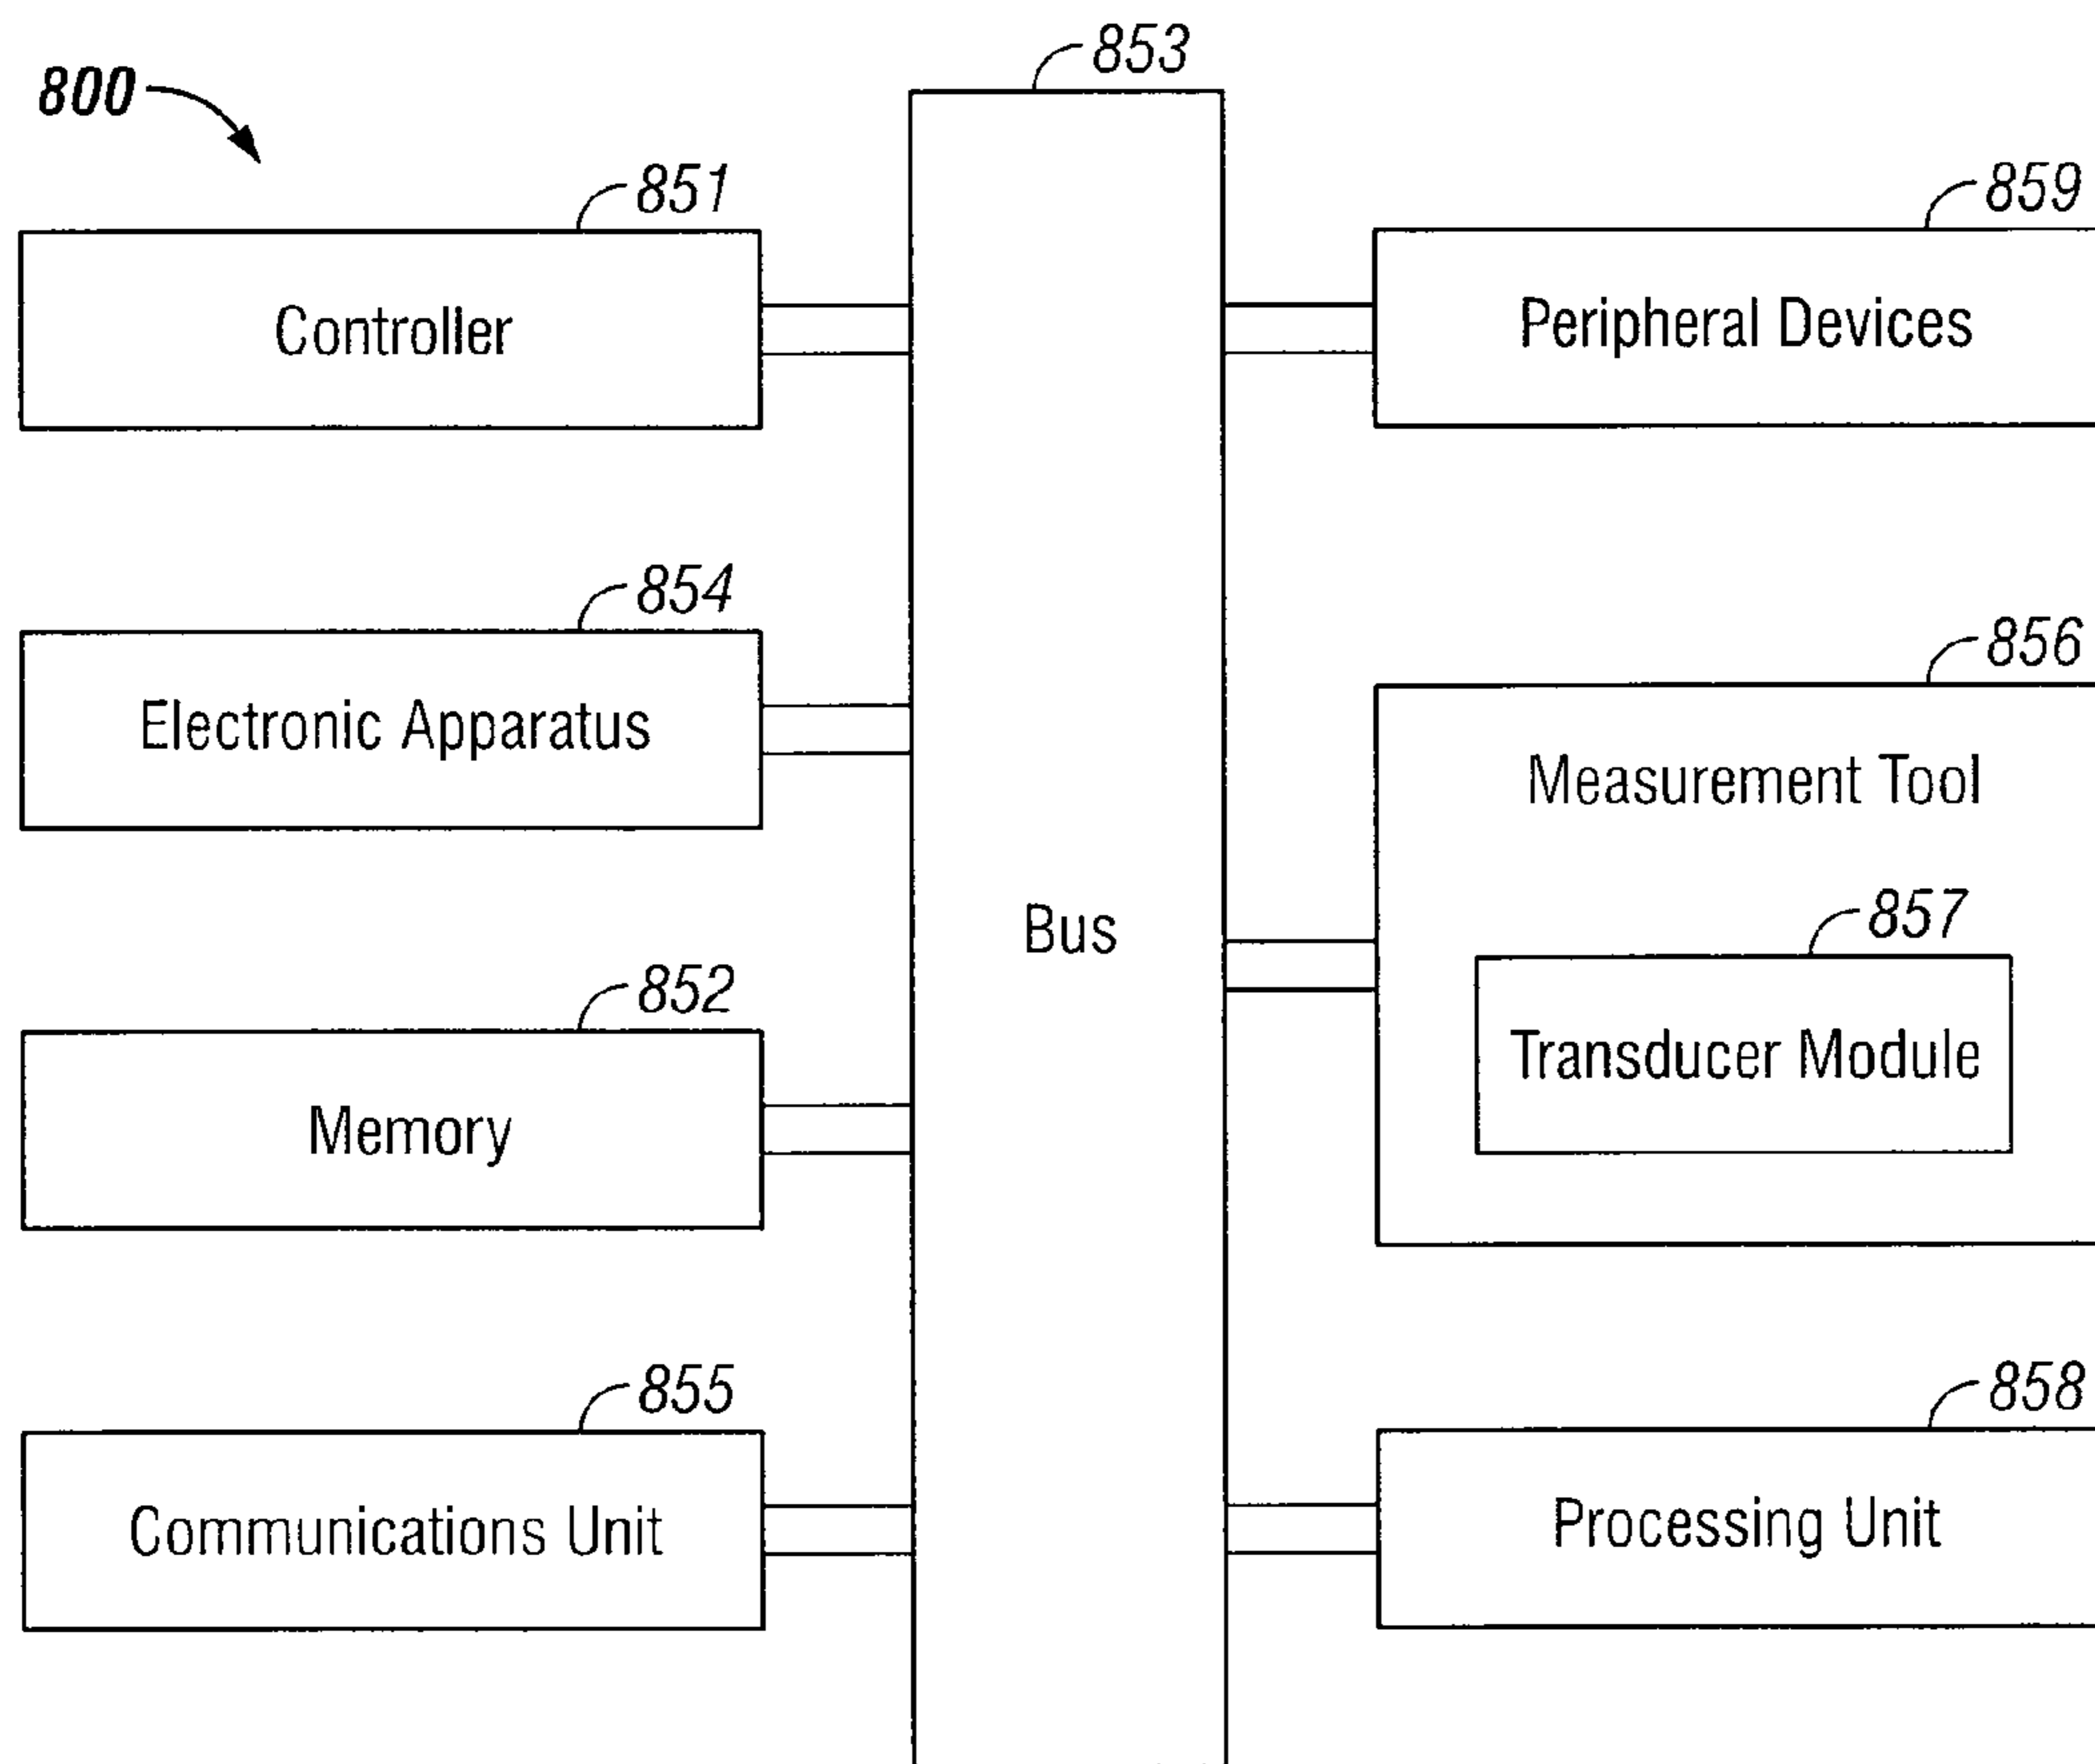 853
800
851
859
Controller
Peripheral Devices
854
856
Electronic Apparatus
Measurement Tool
857
Bus
852
Transducer Module
Memory
855
858
Communications Unit
Processing Unit